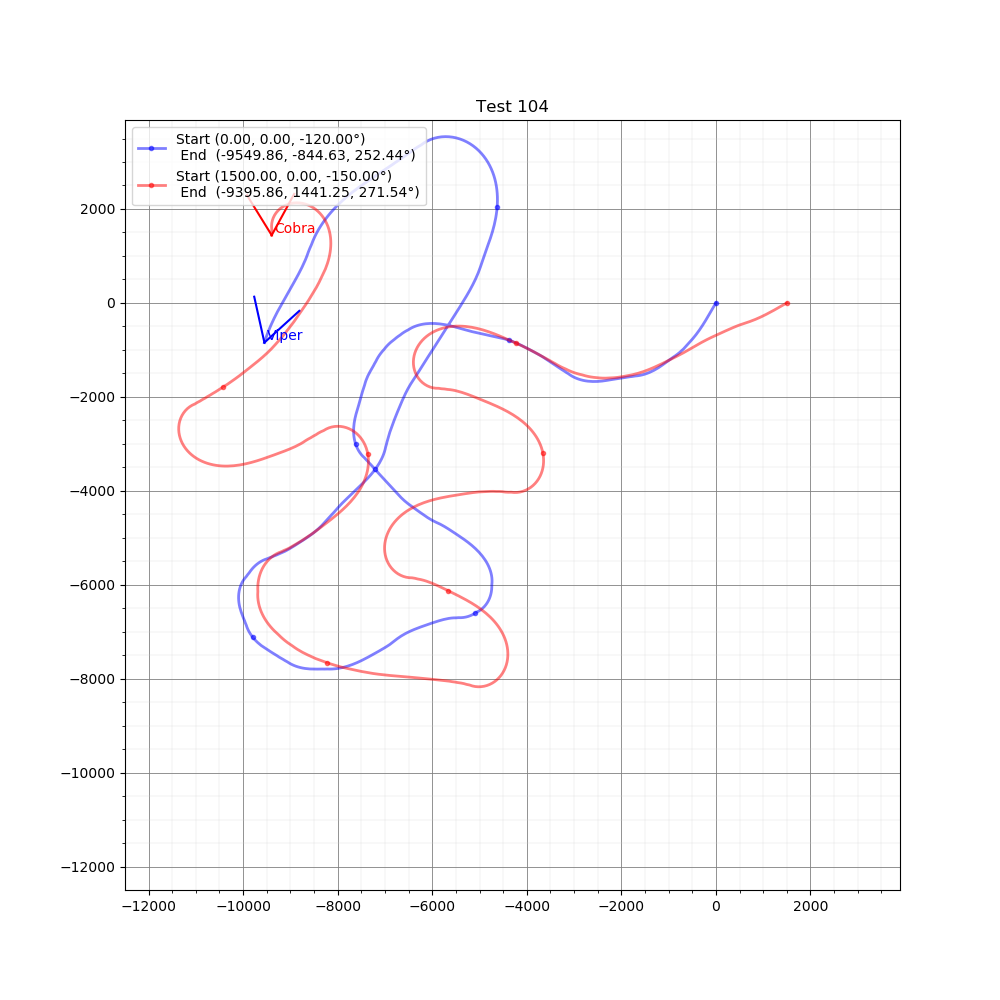 Test 104
Start (0.00, 0.00, -120.00°)
End (-9549.86, -844.63, 252.44°)
Start (1500.00, 0.00, -150.00°)
End (-9395.86, 1441.25, 271.54°)
Cobra
Viper
2000
0
−2000
−4000
−6000
−8000
−10000
−12000
−12000 −10000 −8000 −6000 −4000 −2000 0 2000